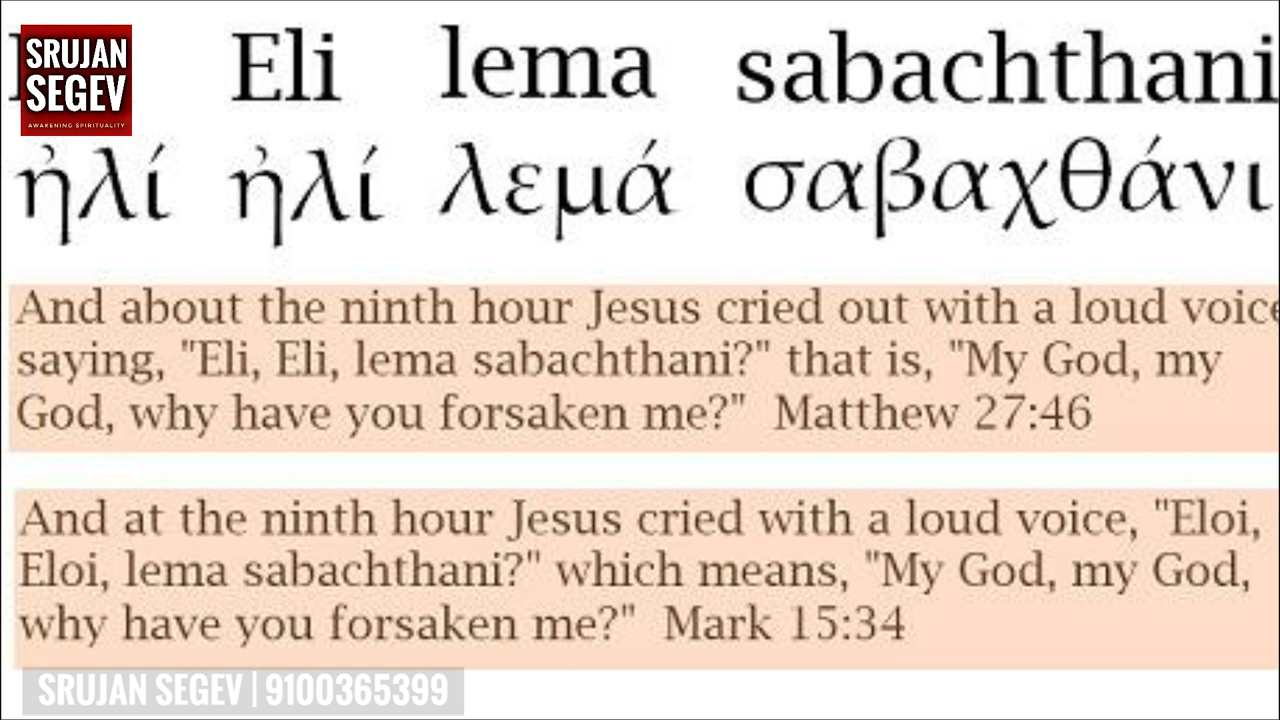 SRUJAN
SEGEV
AWAKENING SPIRITUALITY
Eli lema sabachthani
ἠλί ἠλί λεμά σαβαχθάνι
And about the ninth hour Jesus cried out with a loud voice
saying, "Eli, Eli, lema sabachthani?" that is, "My God, my
God, why have you forsaken me?" Matthew 27:46
And at the ninth hour Jesus cried with a loud voice, "Eloi,
Eloi, lema sabachthani?" which means, "My God, my God,
why have you forsaken me?" Mark 15:34
SRUJAN SEGEV | 9100365399